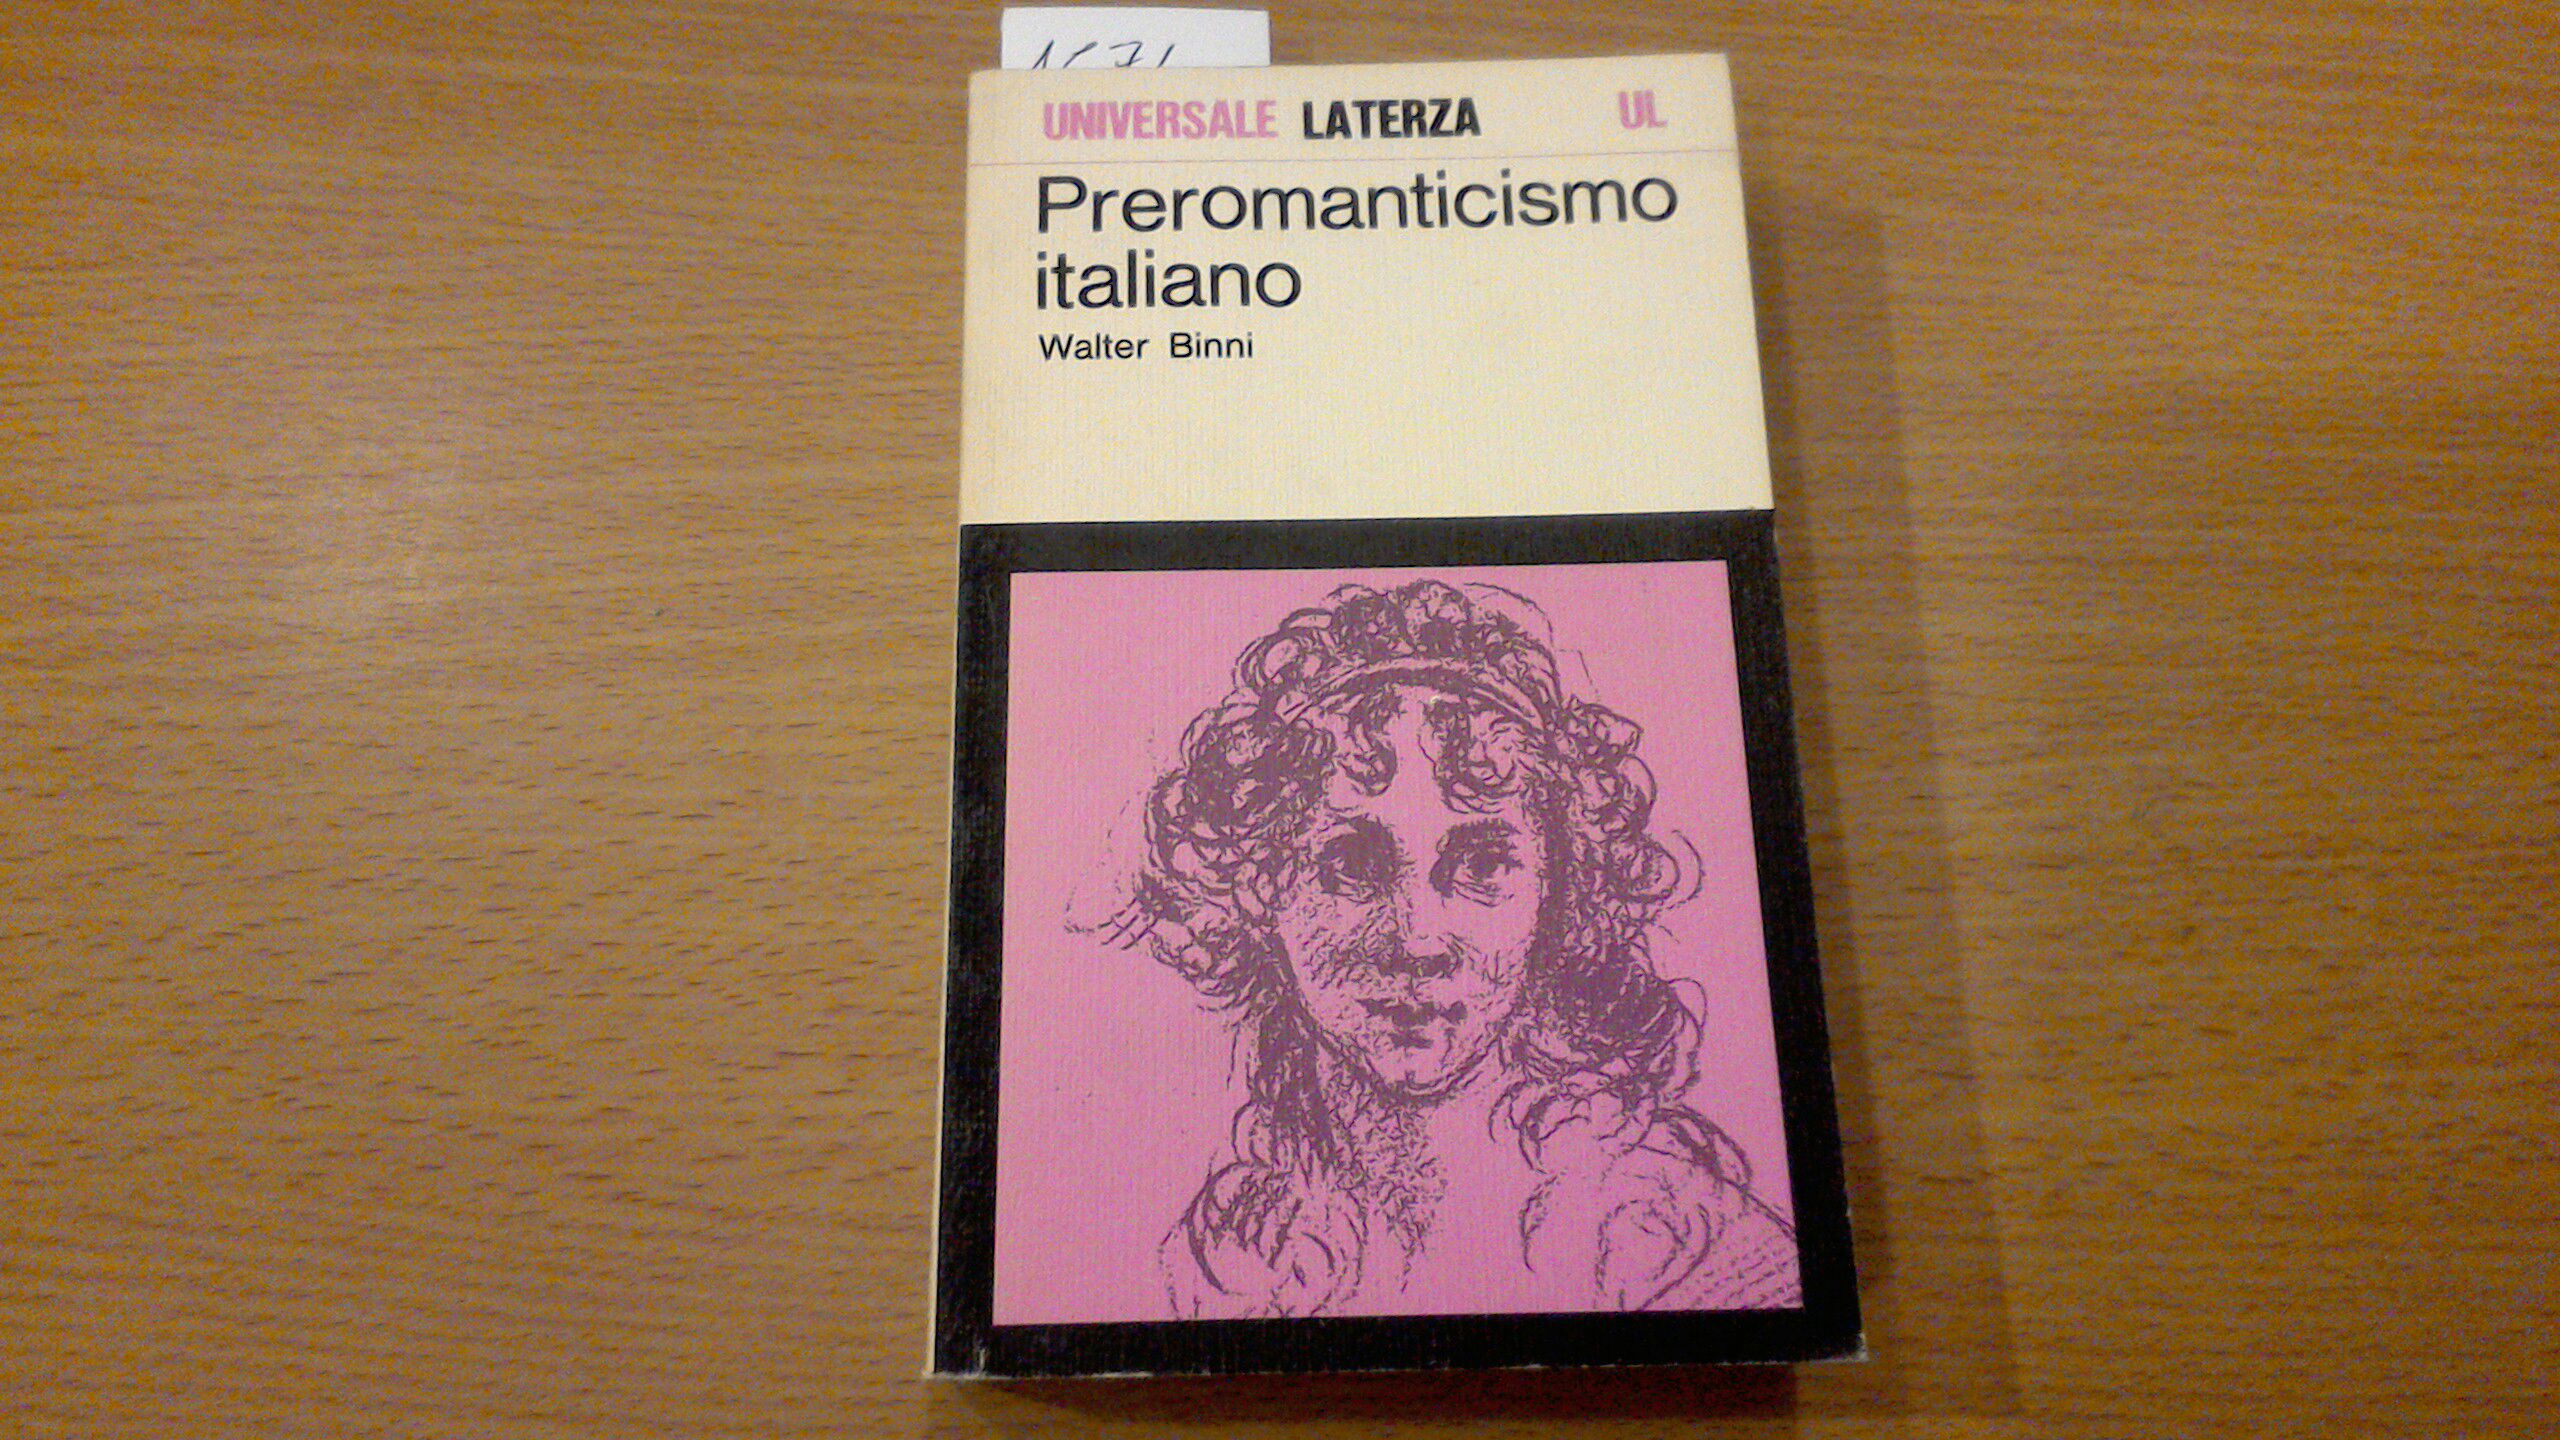 UNIVERSALE LATERZA UL
Preromanticismo
italiano
Walter Binni